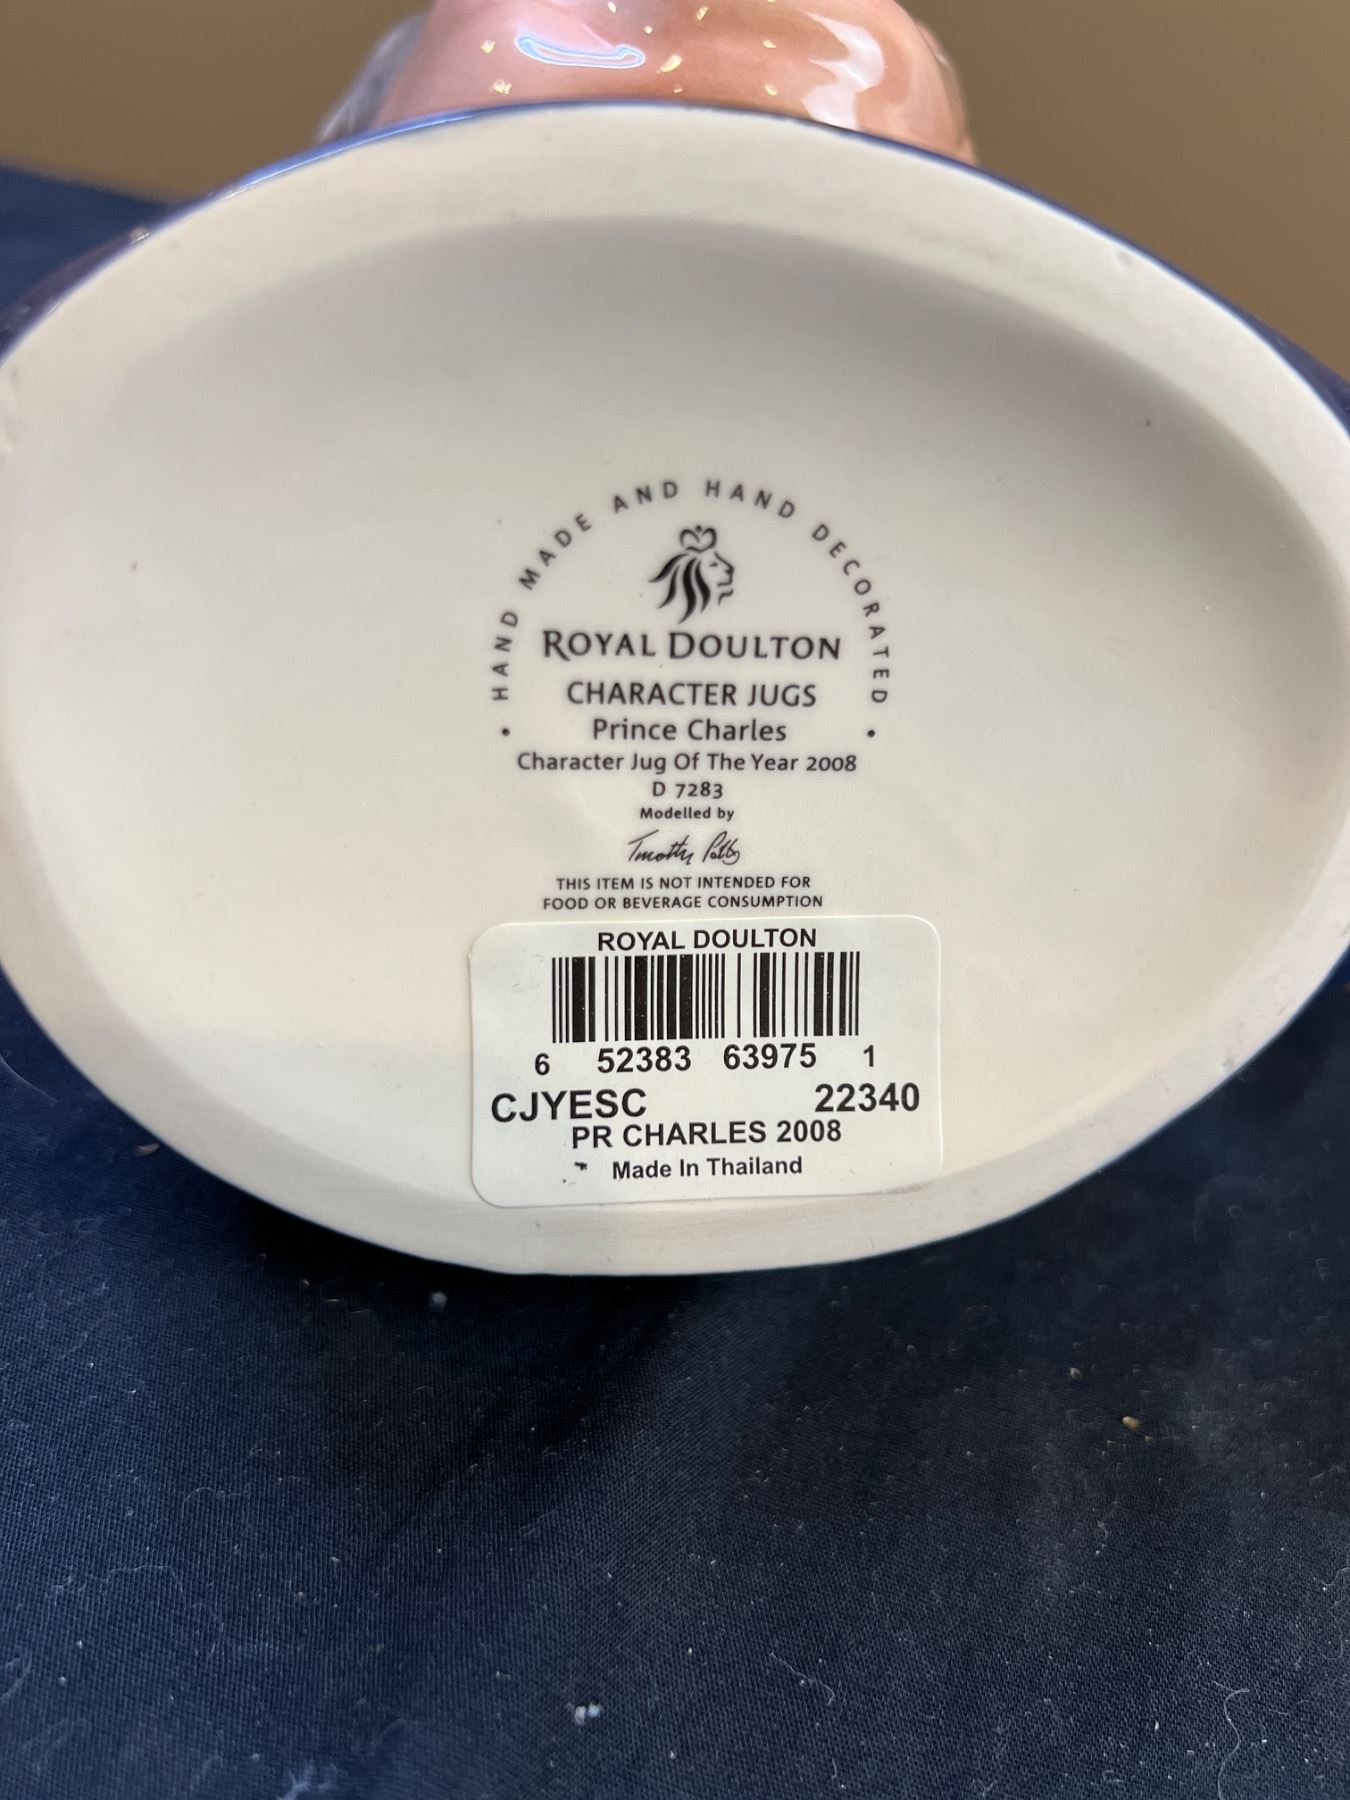 • HAND MADE AND HAND DECORATED •
ROYAL DOULTON
CHARACTER JUGS
Prince Charles
Character Jug Of The Year 2008
D 7283
Modelled by
THIS ITEM IS NOT INTENDED FOR
FOOD OR BEVERAGE CONSUMPTION
ROYAL DOULTON
6 52383 63975 1
CJYESC 22340
PR CHARLES 2008
Made In Thailand